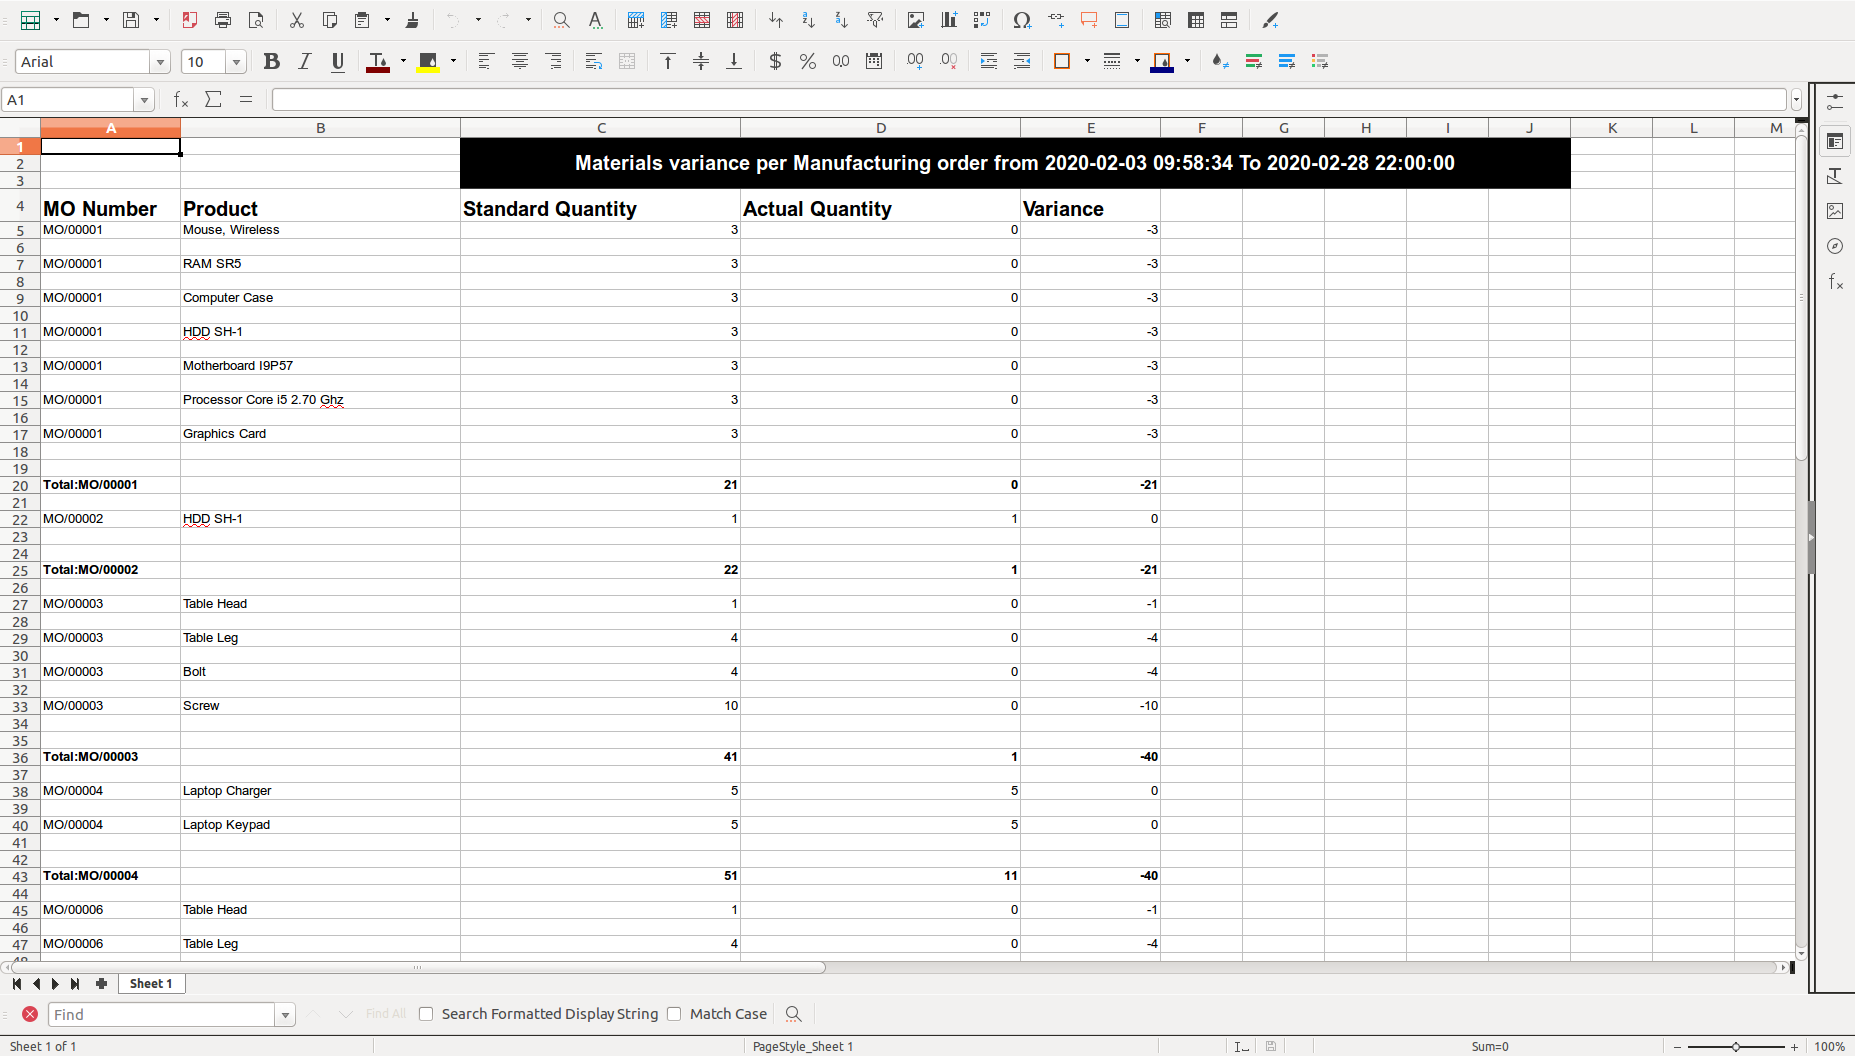 Arial 10
A1
A B C D E F G H I J K L M
1
2 Materials variance per Manufacturing order from 2020-02-03 09:58:34 To 2020-02-28 22:00:00
3
4 MO Number Product Standard Quantity Actual Quantity Variance
5 MO/00001 Mouse, Wireless 3 0 -3
6
7 MO/00001 RAM SR5 3 0 -3
8
9 MO/00001 Computer Case 3 0 -3
10
11 MO/00001 HDD SH-1 3 0 -3
12
13 MO/00001 Motherboard I9P57 3 0 -3
14
15 MO/00001 Processor Core i5 2.70 Ghz 3 0 -3
16
17 MO/00001 Graphics Card 3 0 -3
18
19
20 Total:MO/00001 21 0 -21
21
22 MO/00002 HDD SH-1 1 1 0
23
24
25 Total:MO/00002 22 1 -21
26
27 MO/00003 Table Head 1 0 -1
28
29 MO/00003 Table Leg 4 0 -4
30
31 MO/00003 Bolt 4 0 -4
32
33 MO/00003 Screw 10 0 -10
34
35
36 Total:MO/00003 41 1 -40
37
38 MO/00004 Laptop Charger 5 5 0
39
40 MO/00004 Laptop Keypad 5 5 0
41
42
43 Total:MO/00004 51 11 -40
44
45 MO/00006 Table Head 1 0 -1
46
47 MO/00006 Table Leg 4 0 -4
48
Sheet 1
Find Find All Search Formatted Display String Match Case
Sheet 1 of 1 PageStyle_Sheet 1 Sum=0 100%